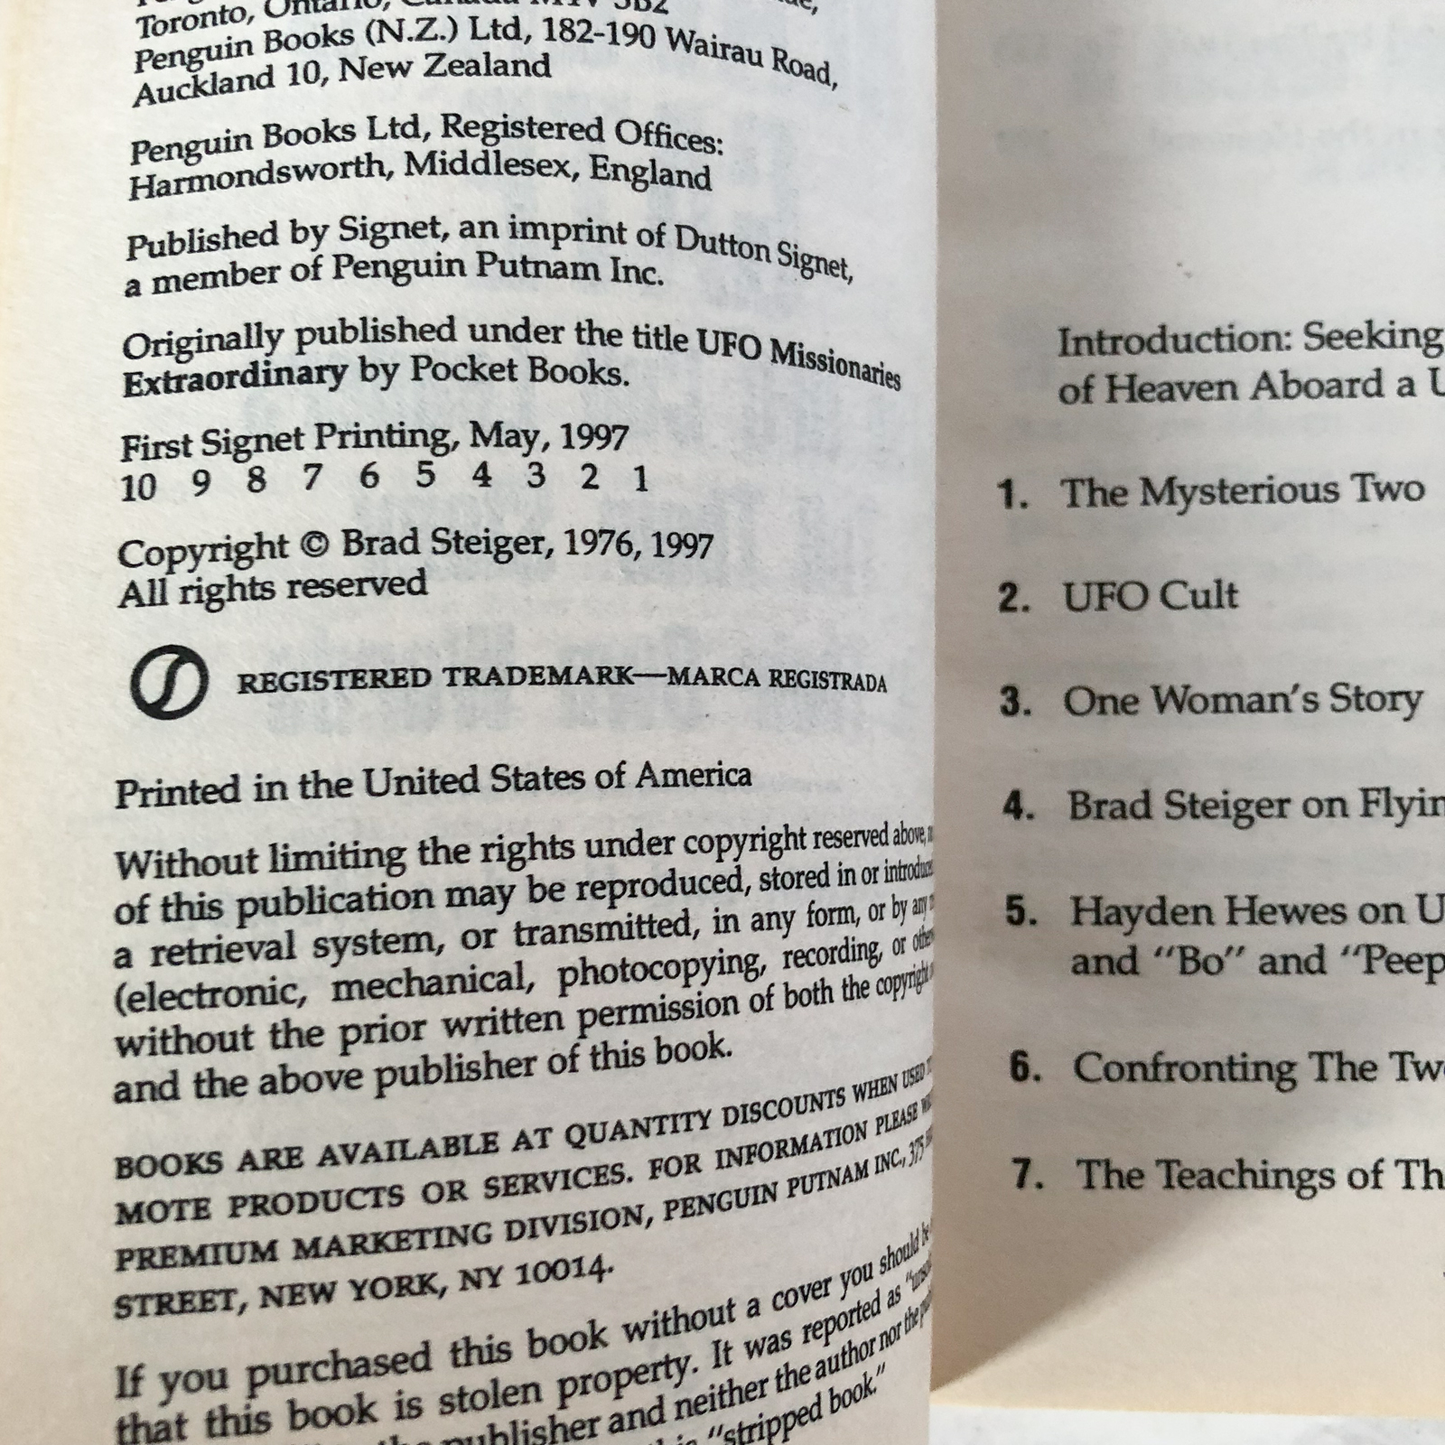 Toronto, Ontario, Canada M4V 3B2
Penguin Books (N.Z.) Ltd, 182-190 Wairau Road,
Auckland 10, New Zealand
Penguin Books Ltd, Registered Offices:
Harmondsworth, Middlesex, England
Published by Signet, an imprint of Dutton Signet,
a member of Penguin Putnam Inc.
Originally published under the title UFO Missionaries
Extraordinary by Pocket Books.
First Signet Printing, May, 1997
10 9 8 7 6 5 4 3 2 1
Copyright © Brad Steiger, 1976, 1997
All rights reserved
REGISTERED TRADEMARK—MARCA REGISTRADA
Printed in the United States of America
Without limiting the rights under copyright reserved above,
of this publication may be reproduced, stored in or
a retrieval system, or transmitted, in any form, or by any
(electronic, mechanical, photocopying, recording, or
without the prior written permission of both the copyright
and the above publisher of this book.
BOOKS ARE AVAILABLE AT QUANTITY DISCOUNTS WHEN USED
MOTE PRODUCTS OR SERVICES. FOR INFORMATION PLEASE
PREMIUM MARKETING DIVISION, PENGUIN PUTNAM INC., 375
STREET, NEW YORK, NY 10014.
If you purchased this book without a cover you should be
that this book is stolen property. It was reported as
publisher and neither the author nor the
"stripped book."
Introduction: Seeking
of Heaven Aboard a U
1. The Mysterious Two
2. UFO Cult
3. One Woman's Story
4. Brad Steiger on Flyin
5. Hayden Hewes on U
and "Bo" and "Peep
6. Confronting The Tw
7. The Teachings of Th